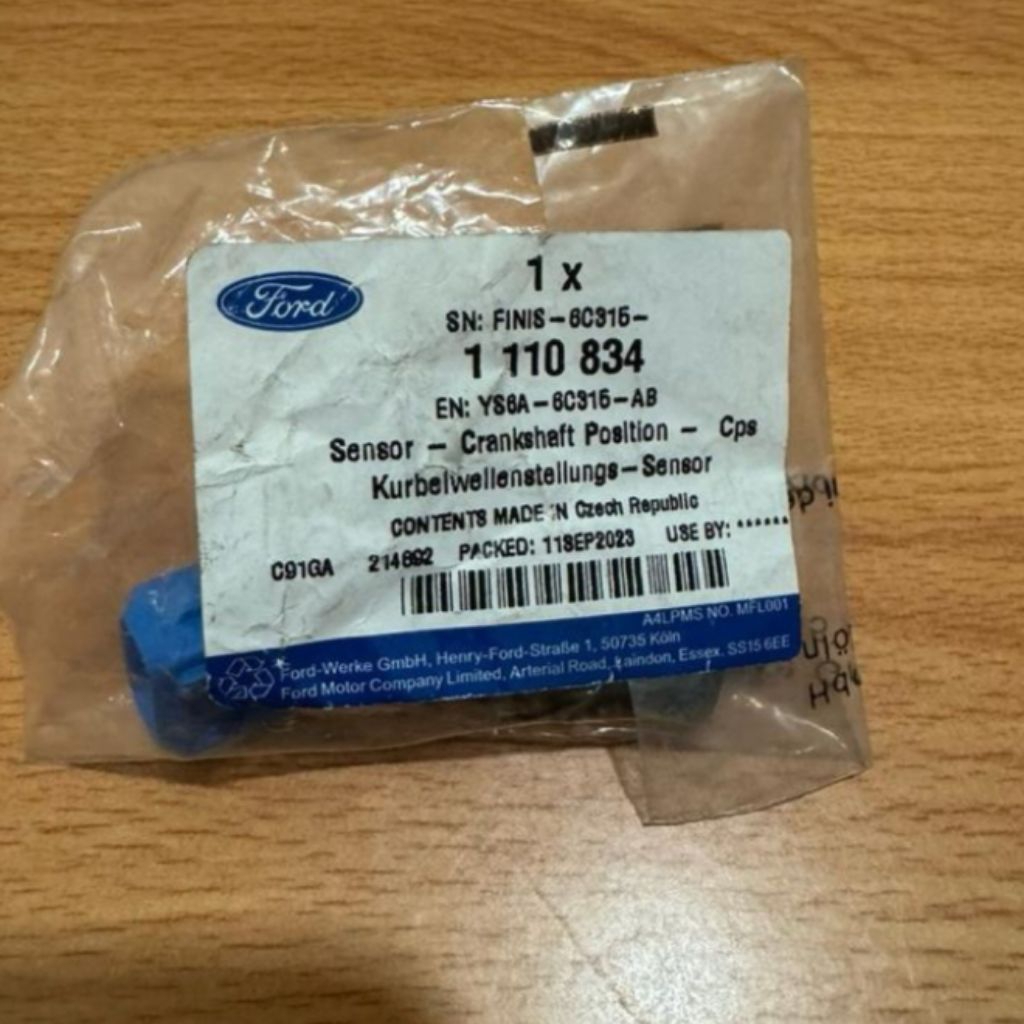 Ford
1 x
SN: FINIS-6C315-
1 110 834
EN: YS6A-6C315-AB
Sensor - Crankshaft Position - Cps
Kurbelwellenstellungs-Sensor
CONTENTS MADE IN Czech Republic
C91GA 214692 PACKED: 11SEP2023 USE BY: ******
A4LPMS NO. MFL001
Ford-Werke GmbH, Henry-Ford-Straße 1, 50735 Köln
Ford Motor Company Limited, Arterial Road, Laindon, Essex. SS15 6EE